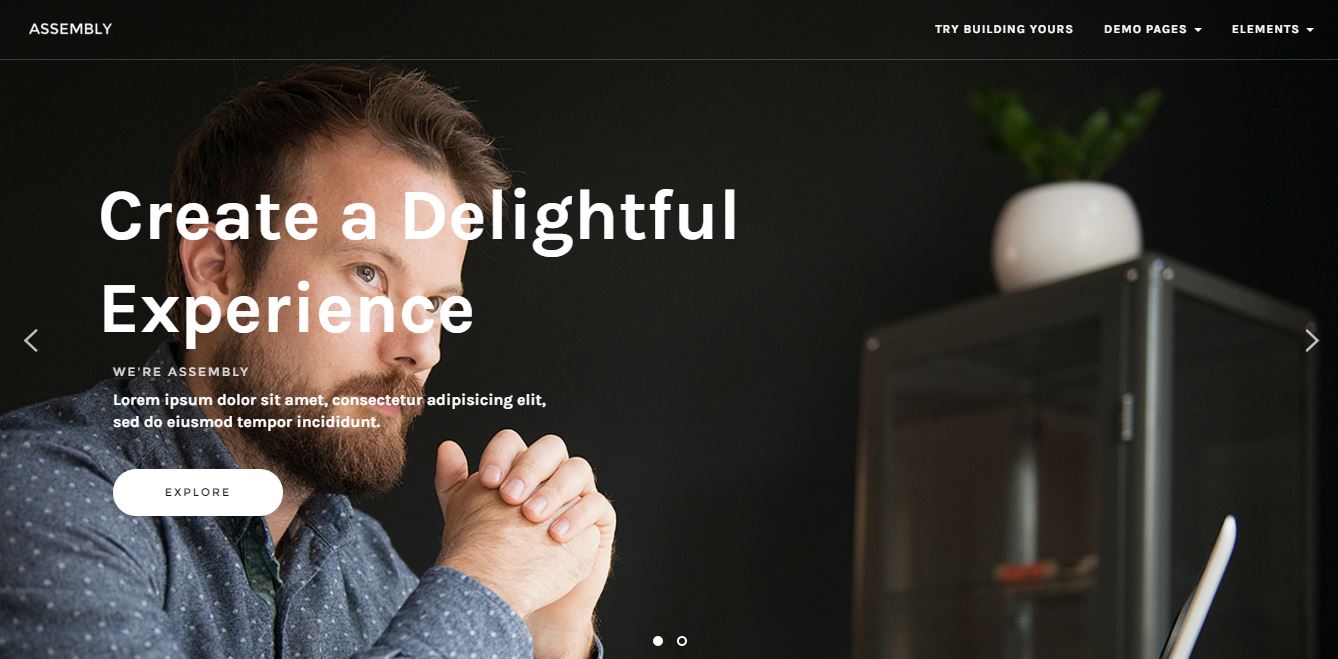 ASSEMBLY
TRY BUILDING YOURS
DEMO PAGES
ELEMENTS
Create a Delightful
Experience
WE'RE ASSEMBLY
Lorem ipsum dolor sit amet, consectetur adipisicing elit,
sed do eiusmod tempor incididunt.
EXPLORE